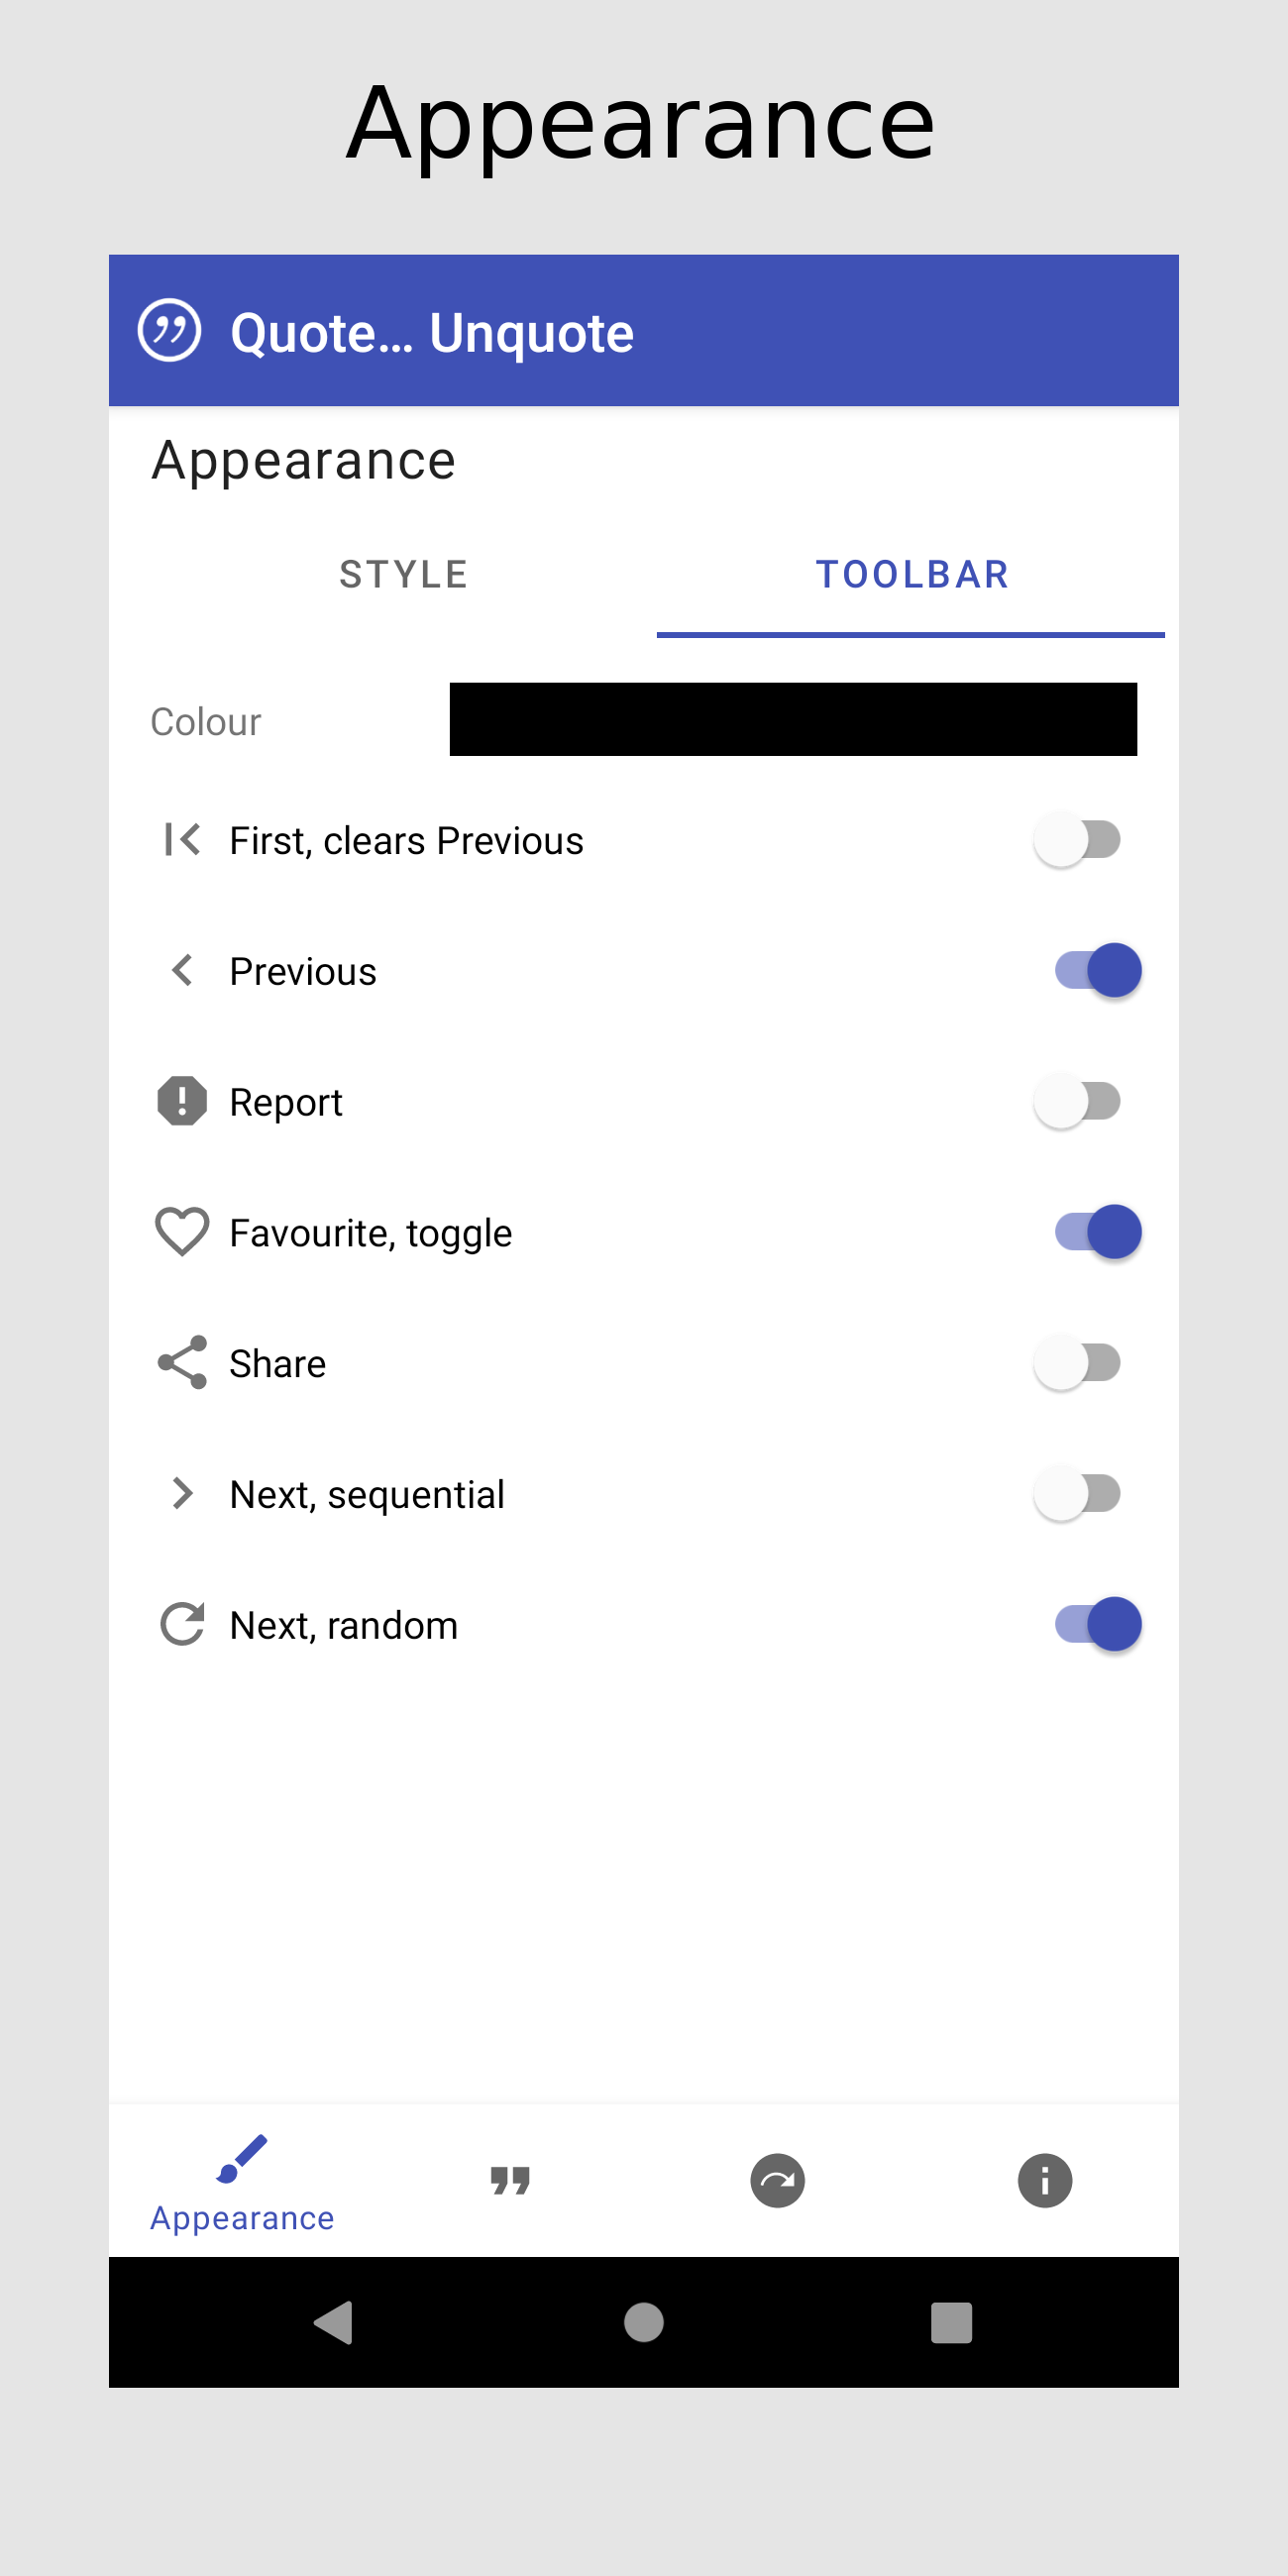 Appearance
Quote... Unquote
Appearance
STYLE
TOOLBAR
Colour
First, clears Previous
Previous
Report
Favourite, toggle
Share
Next, sequential
Next, random
Appearance